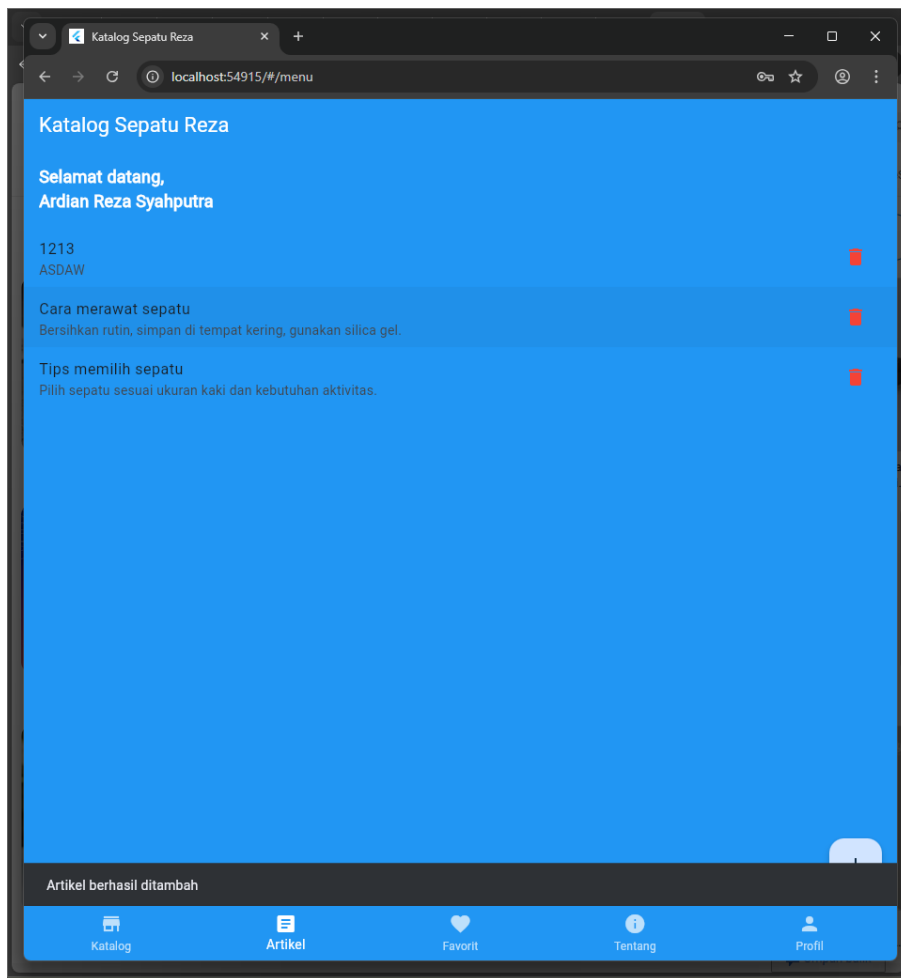 Katalog Sepatu Reza
localhost:54915/#/menu
Katalog Sepatu Reza
Selamat datang,
Ardian Reza Syahputra
1213
ASDAW
Cara merawat sepatu
Bersihkan rutin, simpan di tempat kering, gunakan silica gel.
Tips memilih sepatu
Pilih sepatu sesuai ukuran kaki dan kebutuhan aktivitas.
Artikel berhasil ditambah
Katalog
Artikel
Favorit
Tentang
Profil